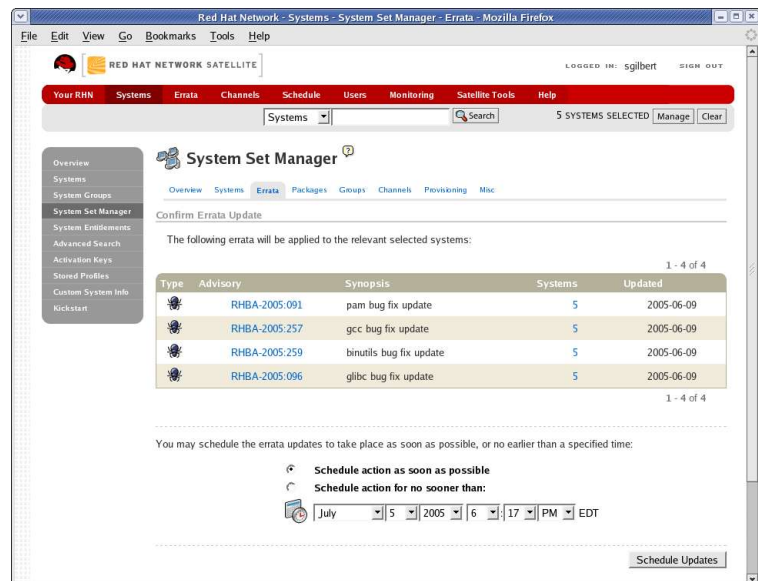 Red Hat Network - Systems - System Set Manager - Errata - Mozilla Firefox
File Edit View Go Bookmarks Tools Help
RED HAT NETWORK SATELLITE
LOGGED IN: sgilbert SIGN OUT
Your RHN Systems Errata Channels Schedule Users Monitoring Satellite Tools Help
Systems Search 5 SYSTEMS SELECTED Manage Clear
Overview
Systems
System Groups
System Set Manager
System Entitlements
Advanced Search
Activation Keys
Stored Profiles
Custom System Info
Kickstart
System Set Manager ?
Overview Systems Errata Packages Groups Channels Provisioning Misc
Confirm Errata Update
The following errata will be applied to the relevant selected systems:
1 - 4 of 4
Type Advisory Synopsis Systems Updated
RHBA-2005:091 pam bug fix update 5 2005-06-09
RHBA-2005:257 gcc bug fix update 5 2005-06-09
RHBA-2005:259 binutils bug fix update 5 2005-06-09
RHBA-2005:096 glibc bug fix update 5 2005-06-09
1 - 4 of 4
You may schedule the errata updates to take place as soon as possible, or no earlier than a specified time:
Schedule action as soon as possible
Schedule action for no sooner than:
July 5 2005 6 : 17 PM EDT
Schedule Updates